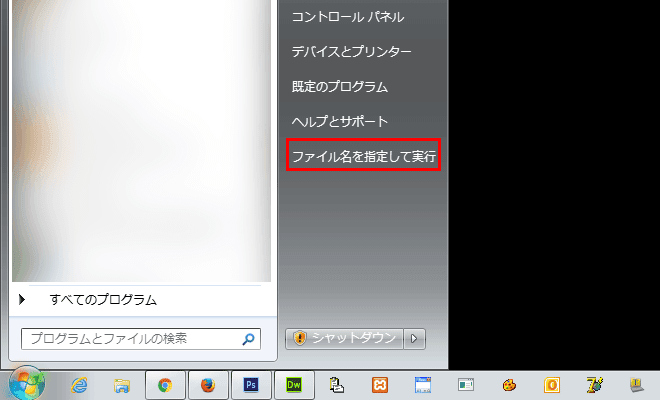 コントロール パネル
デバイスとプリンター
既定のプログラム
ヘルプとサポート
ファイル名を指定して実行
すべてのプログラム
プログラムとファイルの検索
シャットダウン
Ps
Dw